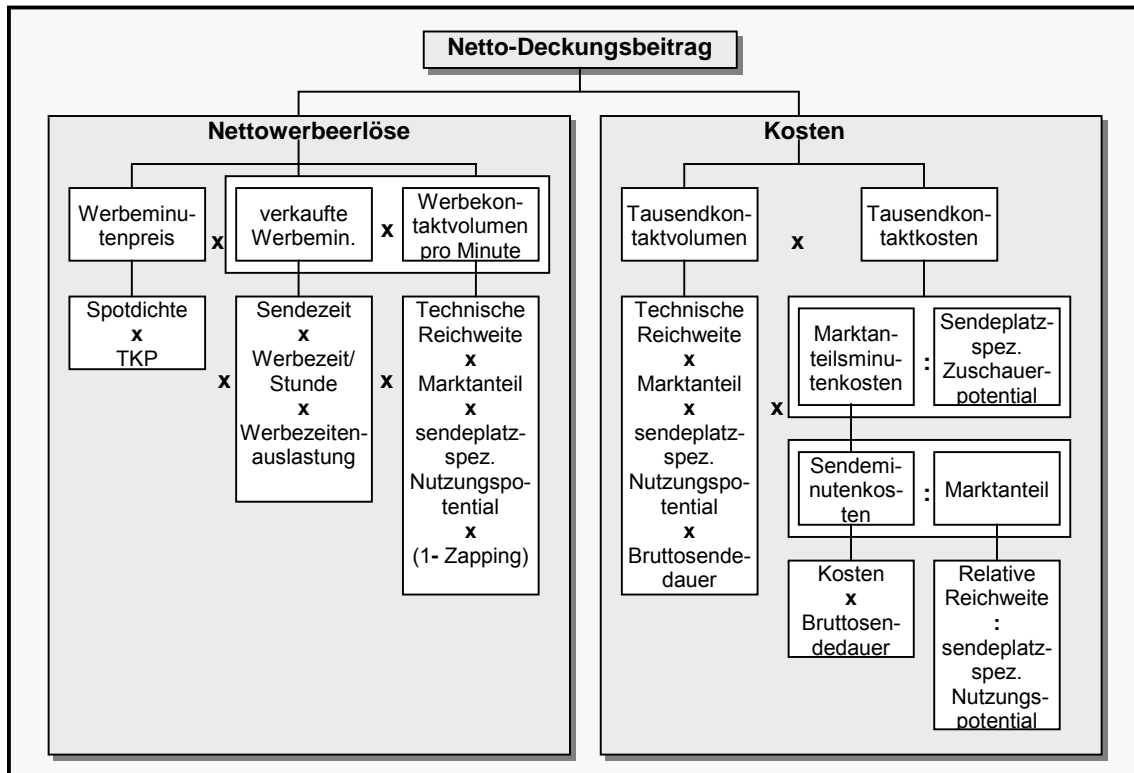 Netto-Deckungsbeitrag
Nettowerbeerlöse
Werbeminu-
tenpreis
x
verkaufte
Werbemin.
x
Werbekon-
taktvolumen
pro Minute
Spotdichte
x
TKP
x
Sendezeit
x
Werbezeit/
Stunde
x
Werbezeiten-
auslastung
x
Technische
Reichweite
x
Marktanteil
x
sendeplatz-
spez.
Nutzungspo-
tential
x
(1- Zapping)
Kosten
Tausendkon-
taktvolumen
x
Tausendkon-
taktkosten
Technische
Reichweite
x
Marktanteil
x
sendeplatz-
spez.
Nutzungspo-
tential
x
Bruttosende-
dauer
x
Marktan-
teilsminu-
tenkosten
:
Sendeplatz-
spez.
Zuschauer-
potential
Sendemi-
nutenkos-
ten
:
Marktanteil
Kosten
x
Bruttosen-
dedauer
Relative
Reichweite
:
sendeplatz-
spez.
Nutzungs-
potential